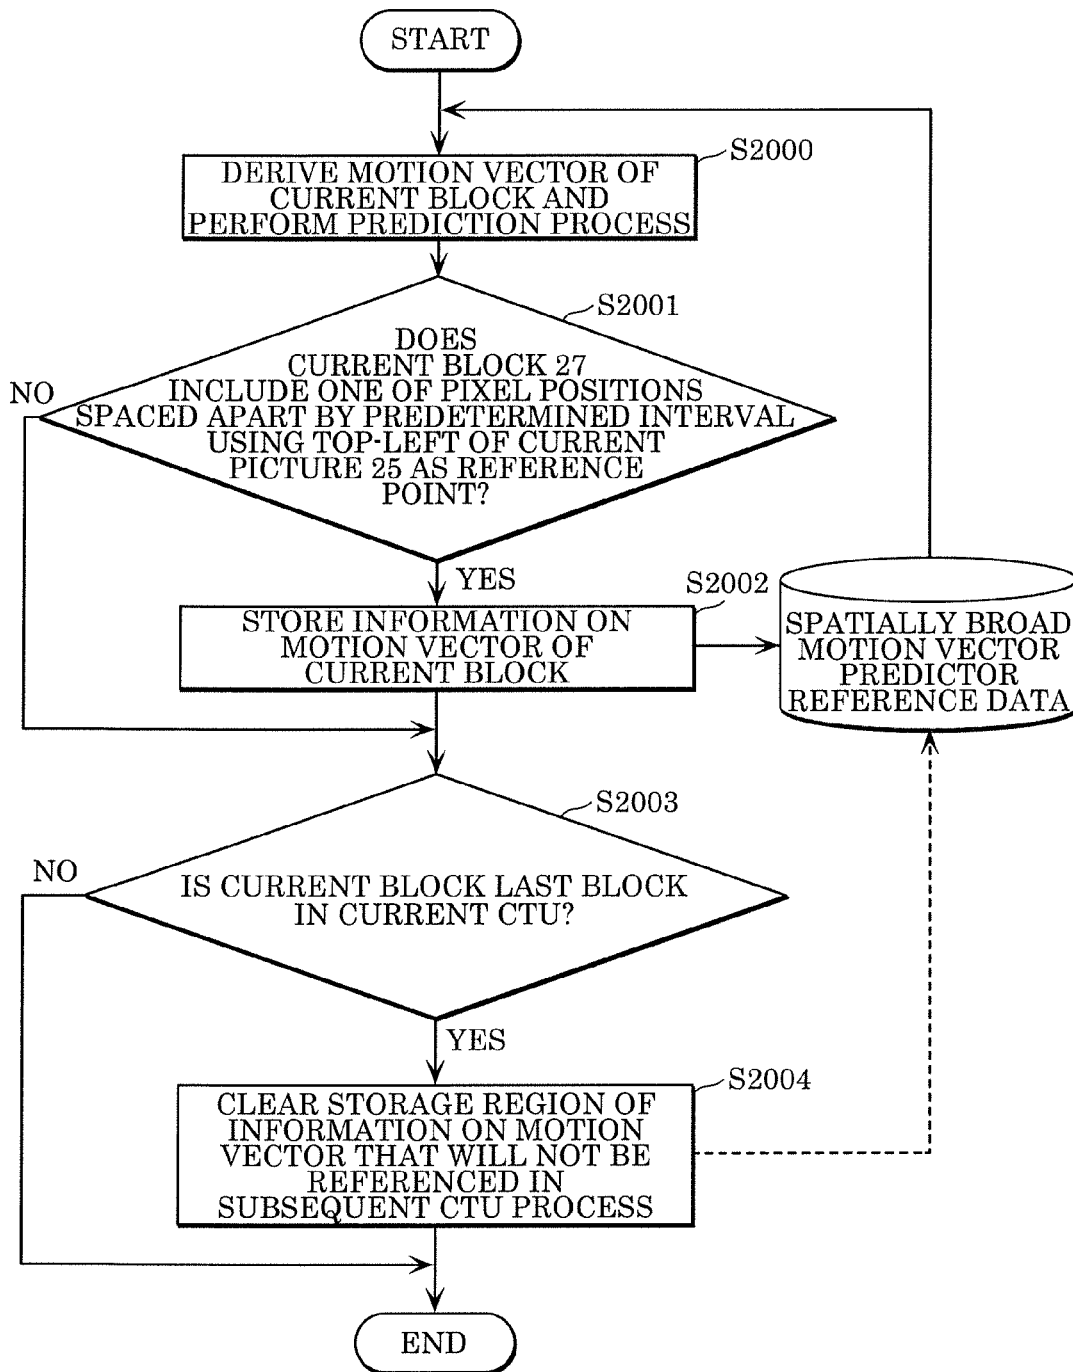 START
S2000
DERIVE MOTION VECTOR OF
CURRENT BLOCK AND
PERFORM PREDICTION PROCESS
S2001
DOES
CURRENT BLOCK 27
INCLUDE ONE OF PIXEL POSITIONS
SPACED APART BY PREDETERMINED INTERVAL
USING TOP-LEFT OF CURRENT
PICTURE 25 AS REFERENCE
POINT?
NO
YES
S2002
STORE INFORMATION ON
MOTION VECTOR OF
CURRENT BLOCK
SPATIALLY BROAD
MOTION VECTOR
PREDICTOR
REFERENCE DATA
S2003
NO
IS CURRENT BLOCK LAST BLOCK
IN CURRENT CTU?
YES
S2004
CLEAR STORAGE REGION OF
INFORMATION ON MOTION
VECTOR THAT WILL NOT BE
REFERENCED IN
SUBSEQUENT CTU PROCESS
END